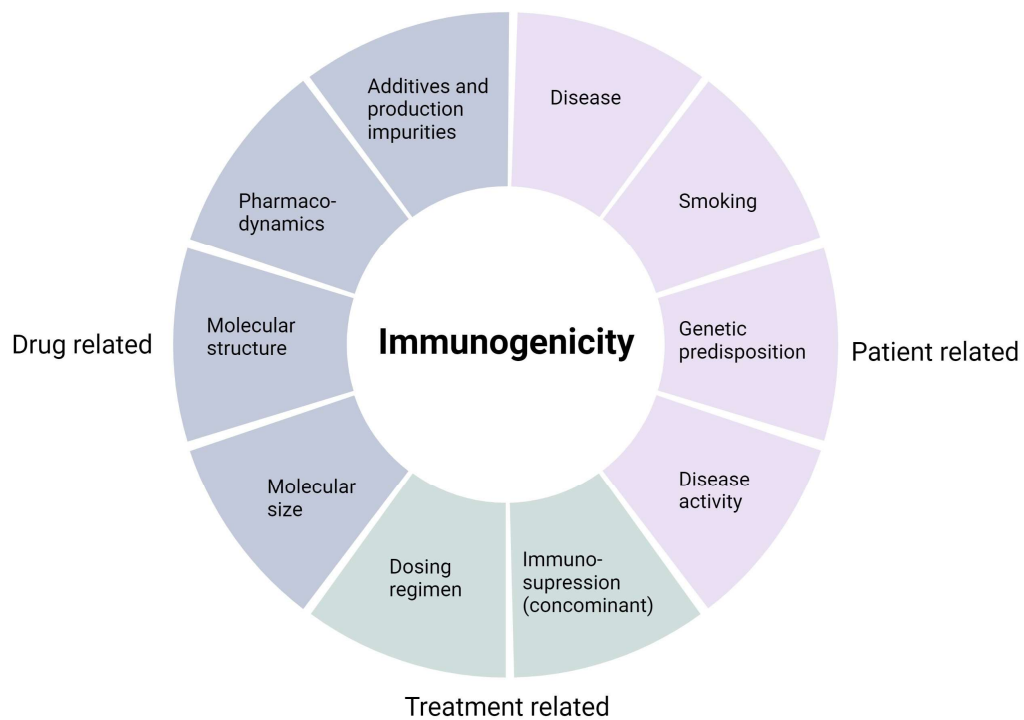 Additives and
production
impurities
Disease
Smoking
Genetic
predisposition
Disease
activity
Immuno-
supression
(concominant)
Dosing
regimen
Molecular
size
Molecular
structure
Pharmaco-
dynamics
Immunogenicity
Drug related
Patient related
Treatment related